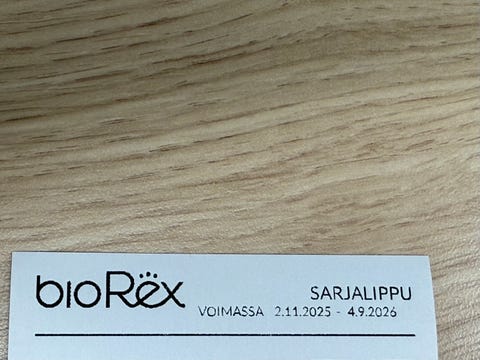 bioRëx SARJALIPPU
VOIMASSA 2.11.2025 - 4.9.2026